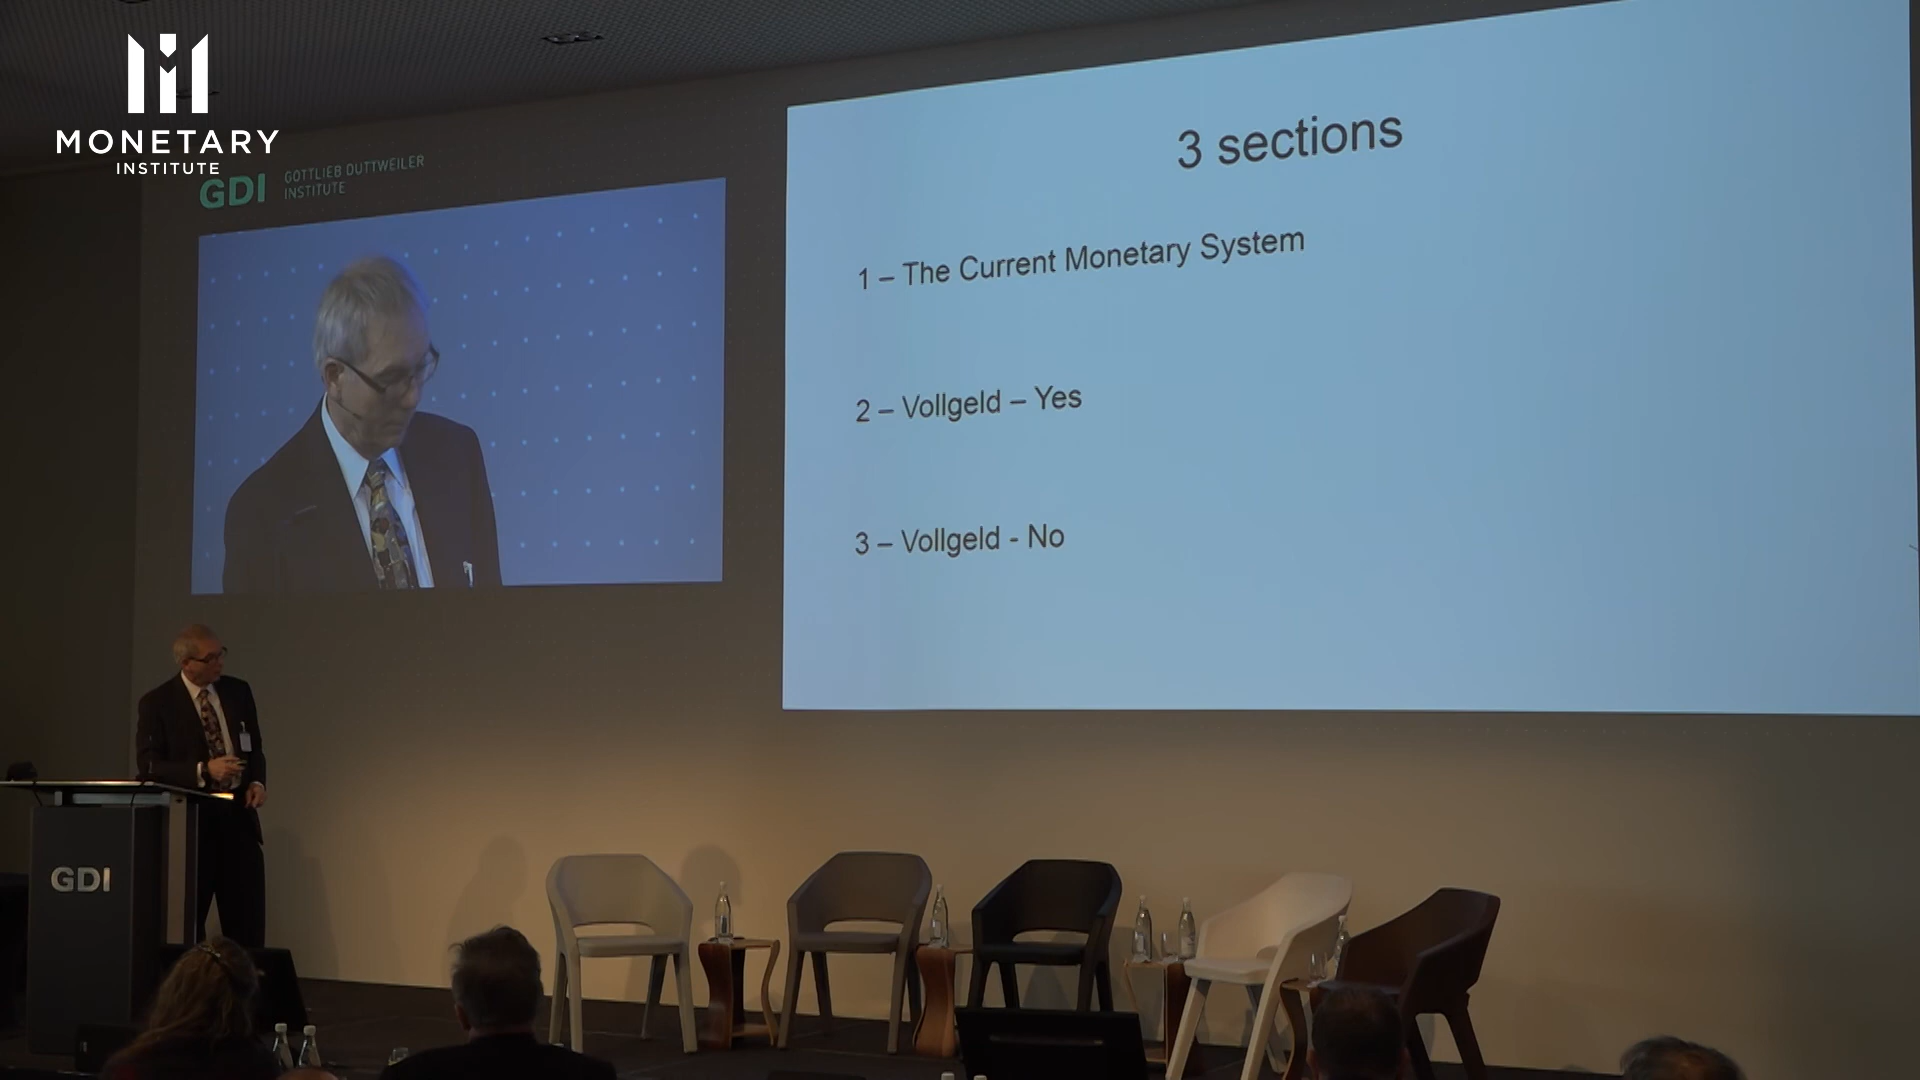 MONETARY
INSTITUTE
GDI
GOTTLIEB DUTTWEILER
INSTITUTE
3 sections
1 – The Current Monetary System
2 – Vollgeld – Yes
3 – Vollgeld - No
GDI